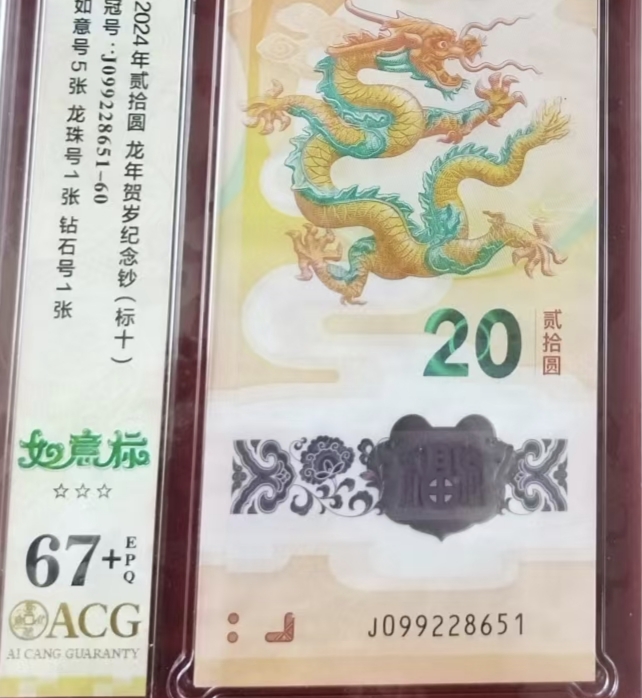 2024年贰拾圆 龙年贺岁纪念钞（标十）
冠号:J099228651-60
如意号5张 龙珠号1张 钻石号1张
如意标
☆☆☆
67+EPQ
ACG
AI CANG GUARANTY
20
贰拾圆
福
J099228651